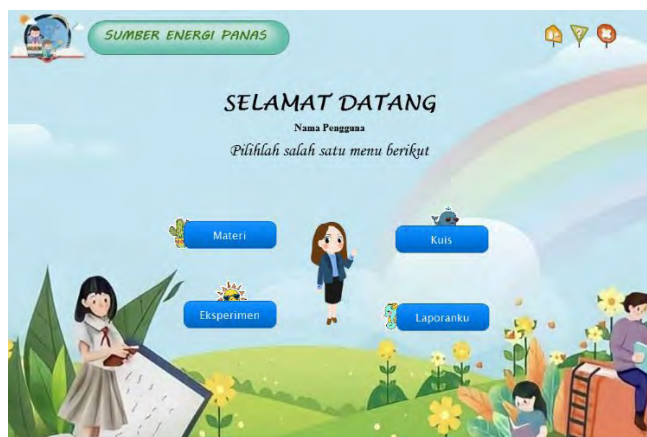 SUMBER ENERGI PANAS
SELAMAT DATANG
Nama Pengguna
Pilihlah salah satu menu berikut
Materi
Kuis
Eksperimen
Laporanku